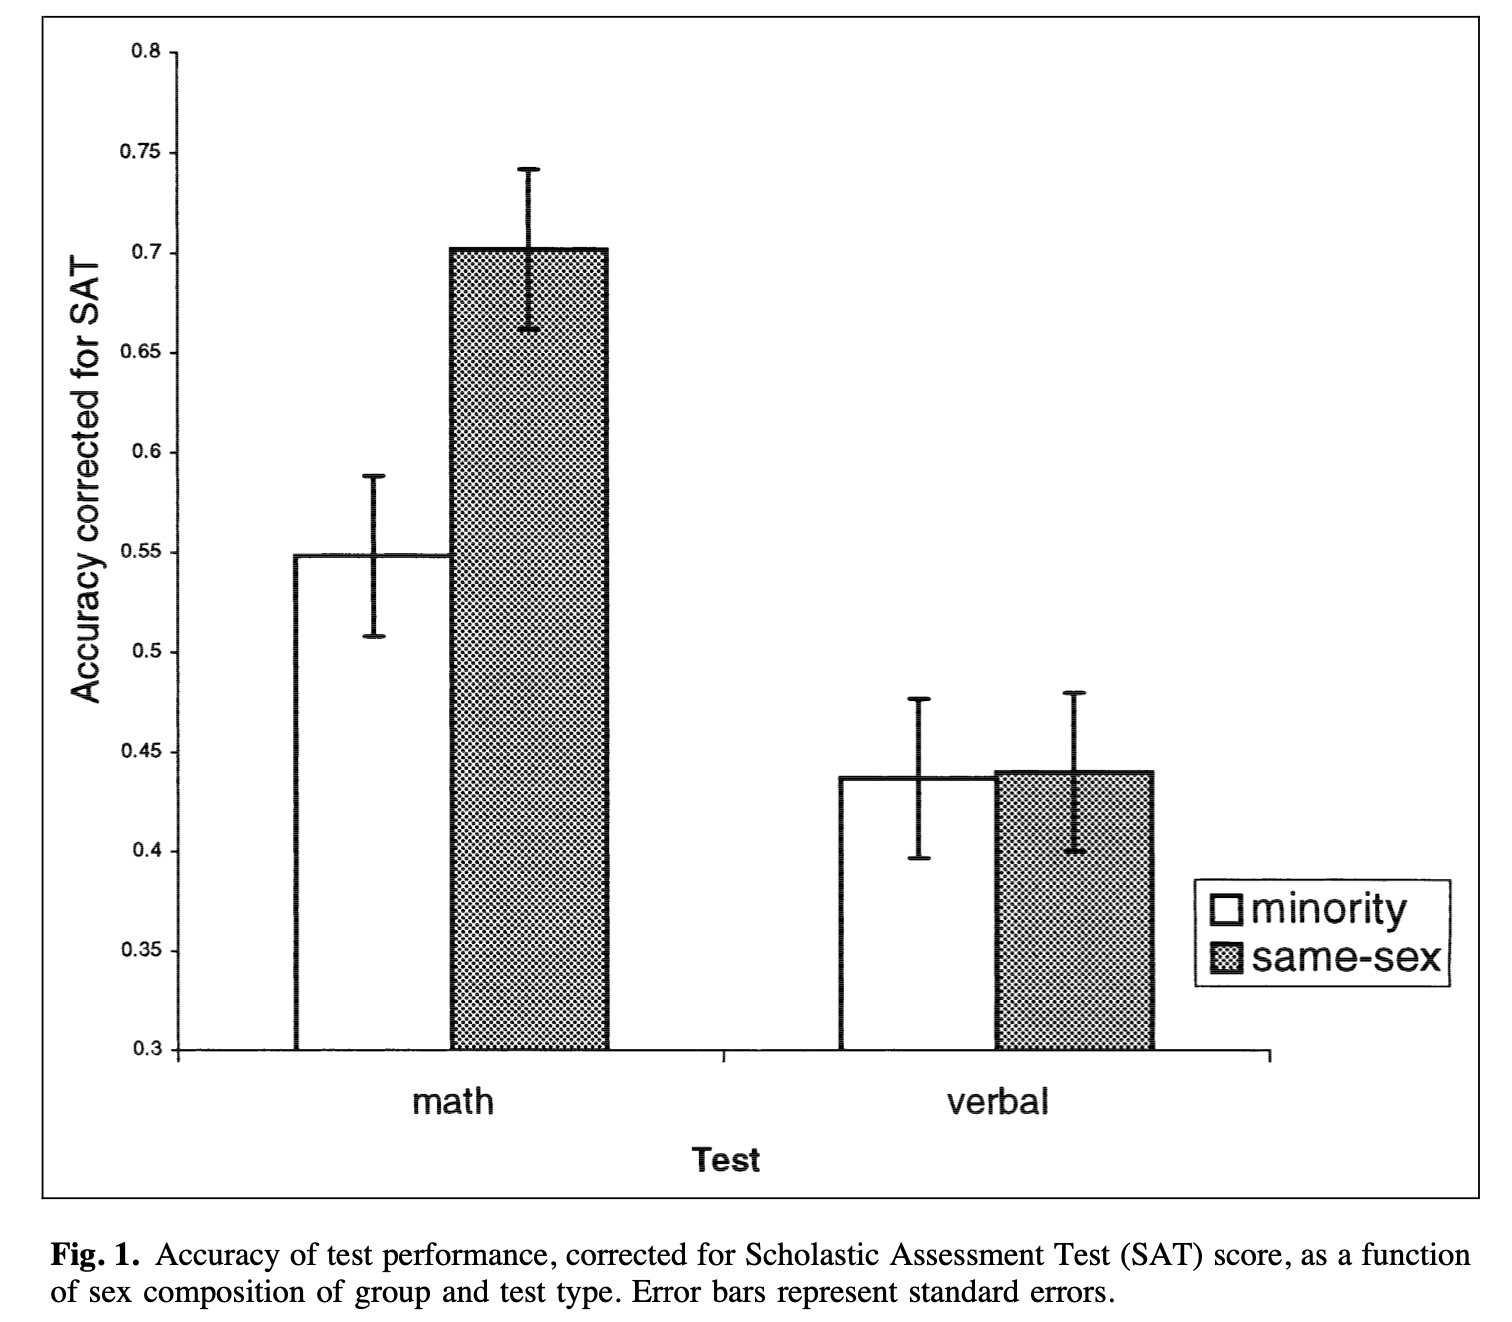 0.8
0.75
0.7
0.65
0.6
0.55
0.5
0.45
0.4
0.35
0.3
Accuracy corrected for SAT
minority
same-sex
math verbal
Test
Fig. 1. Accuracy of test performance, corrected for Scholastic Assessment Test (SAT) score, as a function
of sex composition of group and test type. Error bars represent standard errors.